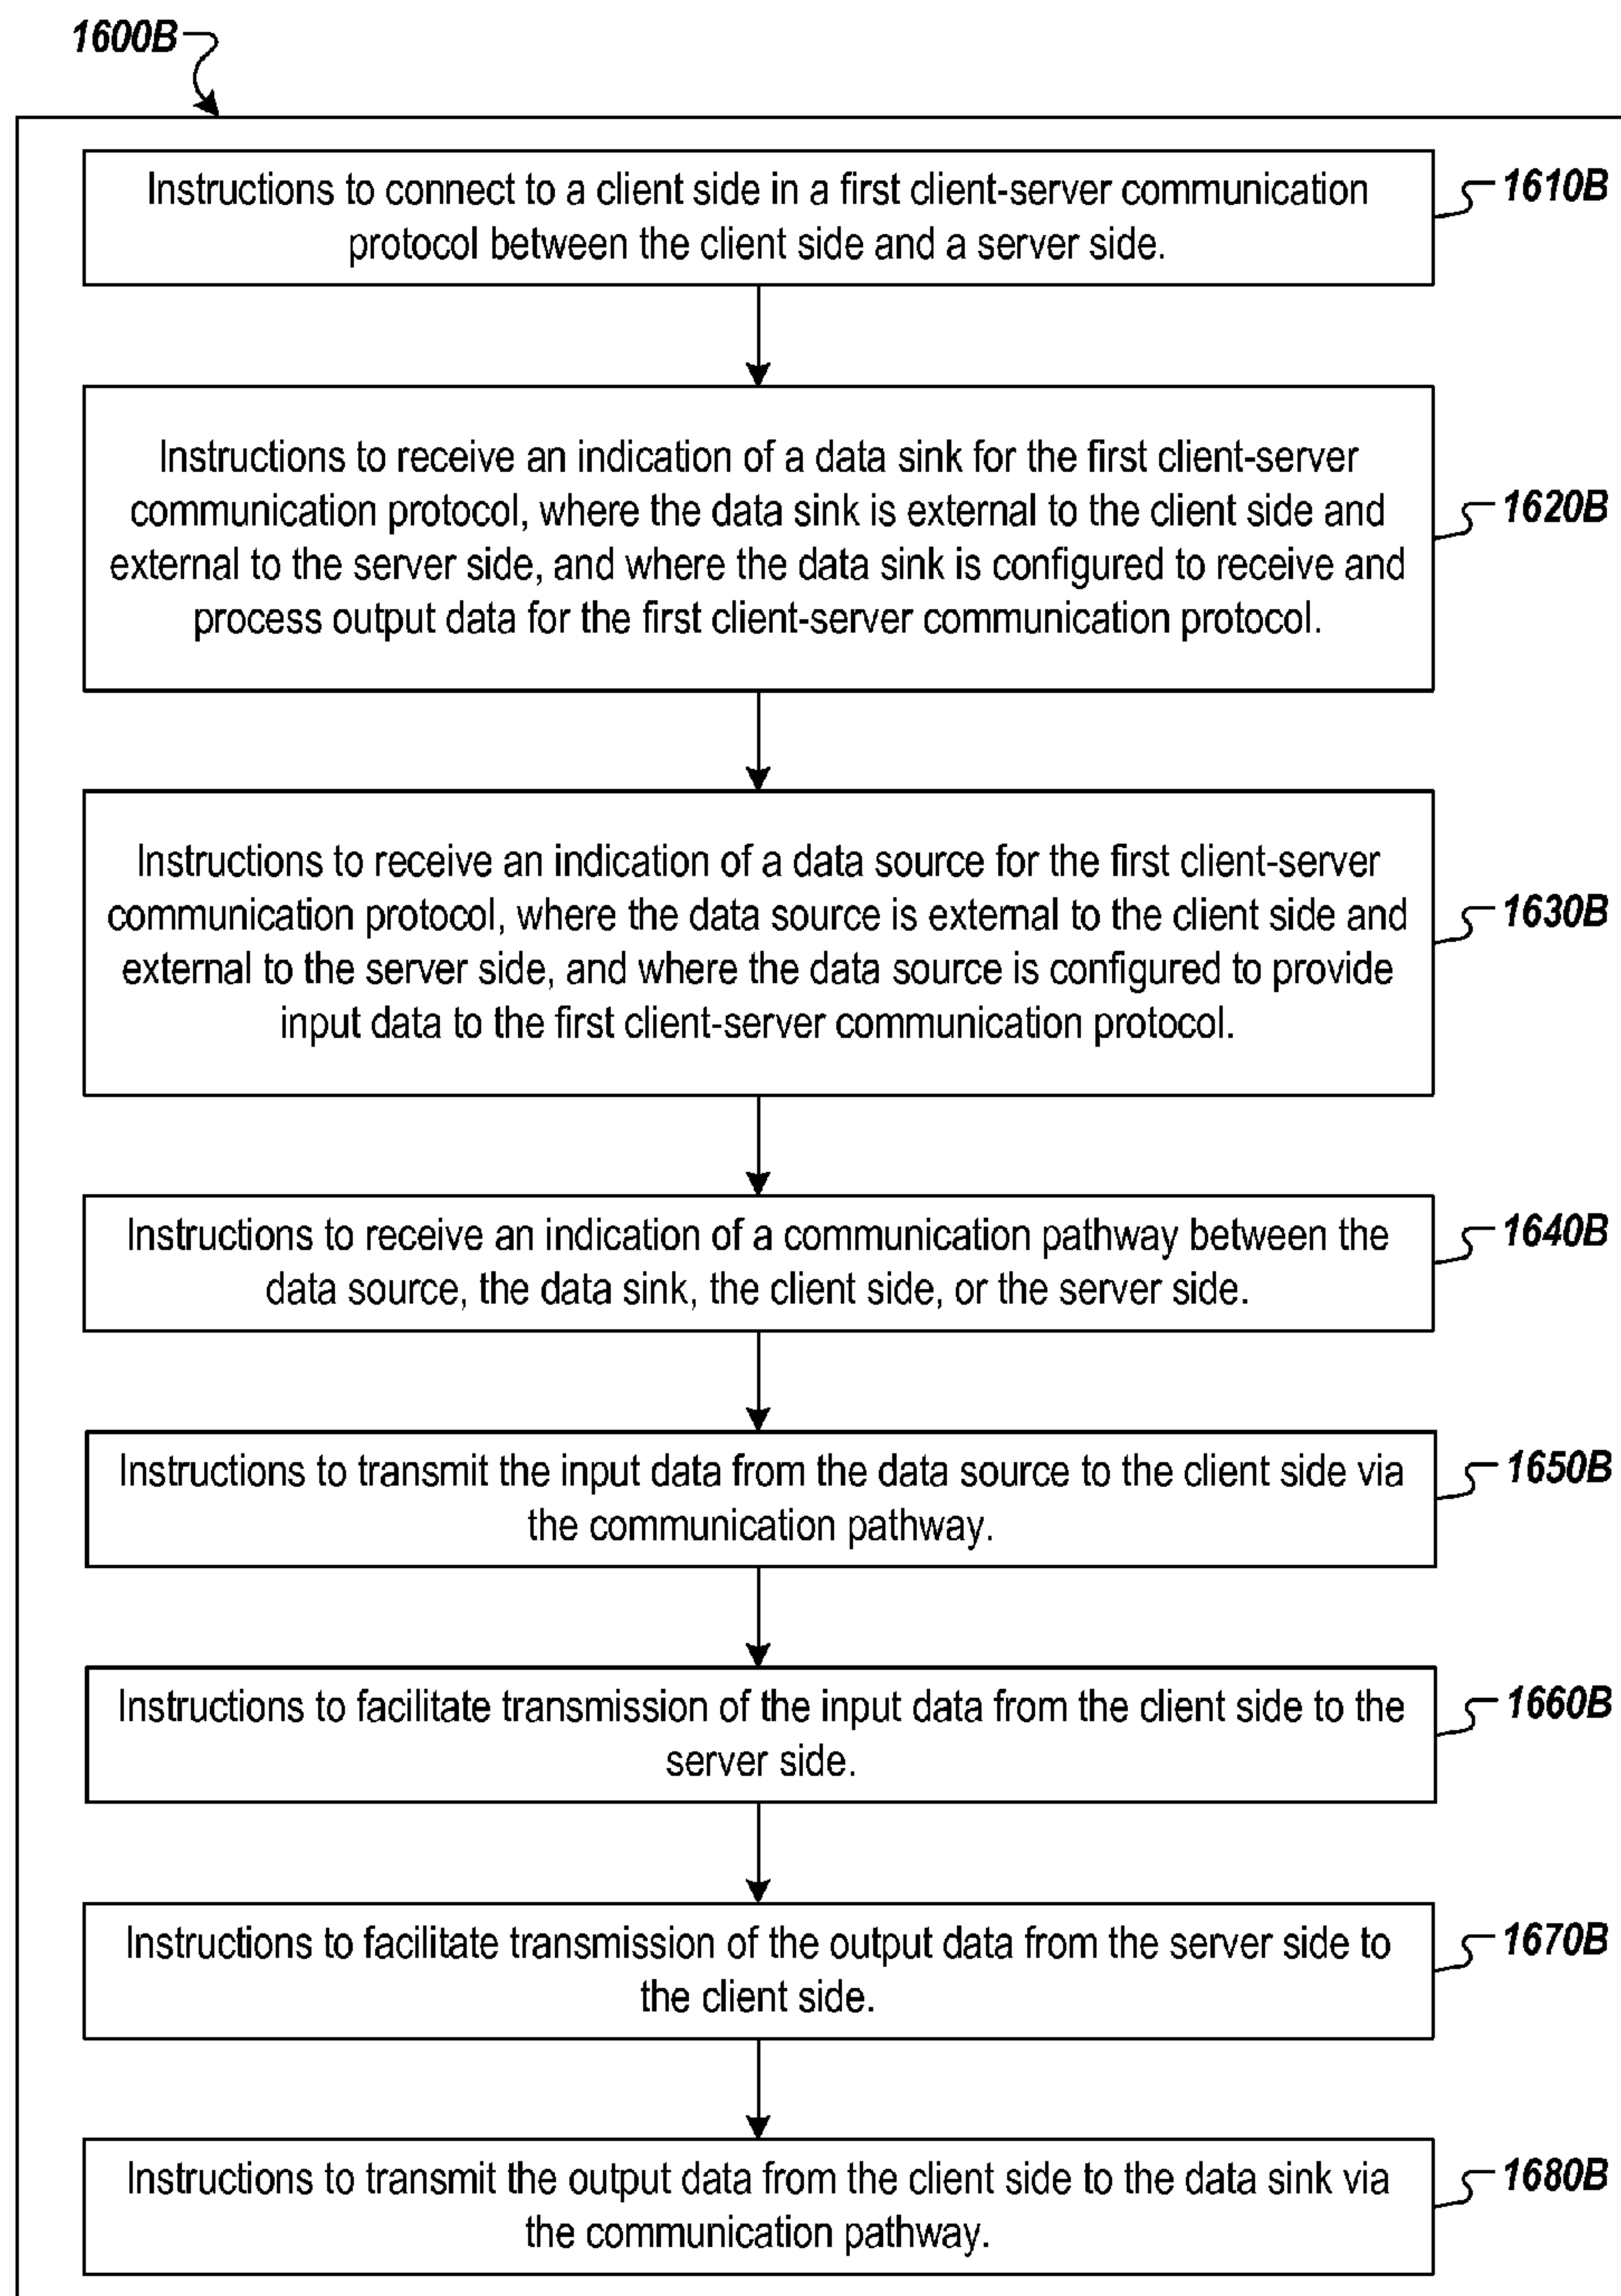 1600B
Instructions to connect to a client side in a first client-server communication
protocol between the client side and a server side.
1610B
Instructions to receive an indication of a data sink for the first client-server
communication protocol, where the data sink is external to the client side and
external to the server side, and where the data sink is configured to receive and
process output data for the first client-server communication protocol.
1620B
Instructions to receive an indication of a data source for the first client-server
communication protocol, where the data source is external to the client side and
external to the server side, and where the data source is configured to provide
input data to the first client-server communication protocol.
1630B
Instructions to receive an indication of a communication pathway between the
data source, the data sink, the client side, or the server side.
1640B
Instructions to transmit the input data from the data source to the client side via
the communication pathway.
1650B
Instructions to facilitate transmission of the input data from the client side to the
server side.
1660B
Instructions to facilitate transmission of the output data from the server side to
the client side.
1670B
Instructions to transmit the output data from the client side to the data sink via
the communication pathway.
1680B